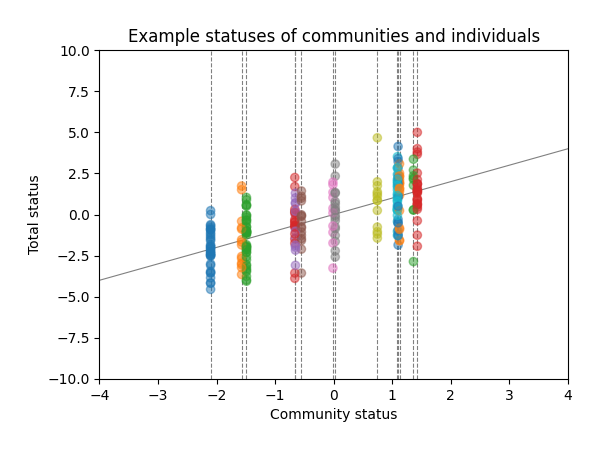 Example statuses of communities and individuals
10.0
7.5
5.0
2.5
0.0
−2.5
−5.0
−7.5
−10.0
Total status
−4 −3 −2 −1 0 1 2 3 4
Community status